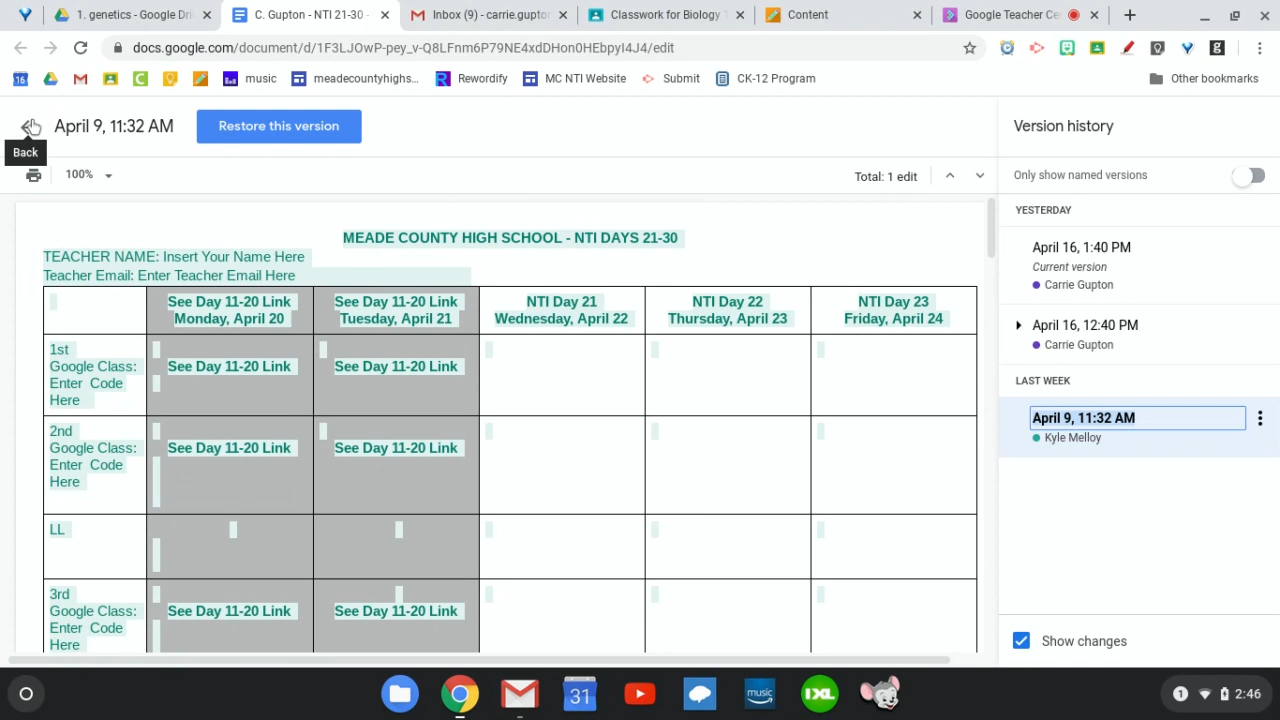 1. genetics - Google Dri
C. Gupton - NTI 21-30 -
Inbox (9) - carrie.gupton
Classwork for Biology 1
Content
Google Teacher Ce
docs.google.com/document/d/1F3LJOwP-pey_v-Q8LFnm6P79NE4xdDHon0HEbpyI4J4/edit
16
music
meadecountyhighs...
Rewordify
MC NTI Website
Submit
CK-12 Program
Other bookmarks
April 9, 11:32 AM
Restore this version
Version history
Back
100%
Total: 1 edit
Only show named versions
YESTERDAY
April 16, 1:40 PM
Current version
Carrie Gupton
April 16, 12:40 PM
Carrie Gupton
LAST WEEK
April 9, 11:32 AM
Kyle Melloy
Show changes
MEADE COUNTY HIGH SCHOOL - NTI DAYS 21-30
TEACHER NAME: Insert Your Name Here
Teacher Email: Enter Teacher Email Here
See Day 11-20 Link
Monday, April 20
See Day 11-20 Link
Tuesday, April 21
NTI Day 21
Wednesday, April 22
NTI Day 22
Thursday, April 23
NTI Day 23
Friday, April 24
1st
Google Class:
Enter Code
Here
See Day 11-20 Link
See Day 11-20 Link
2nd
Google Class:
Enter Code
Here
See Day 11-20 Link
See Day 11-20 Link
LL
3rd
Google Class:
Enter Code
Here
See Day 11-20 Link
See Day 11-20 Link
31
music
IXL
1
2:46